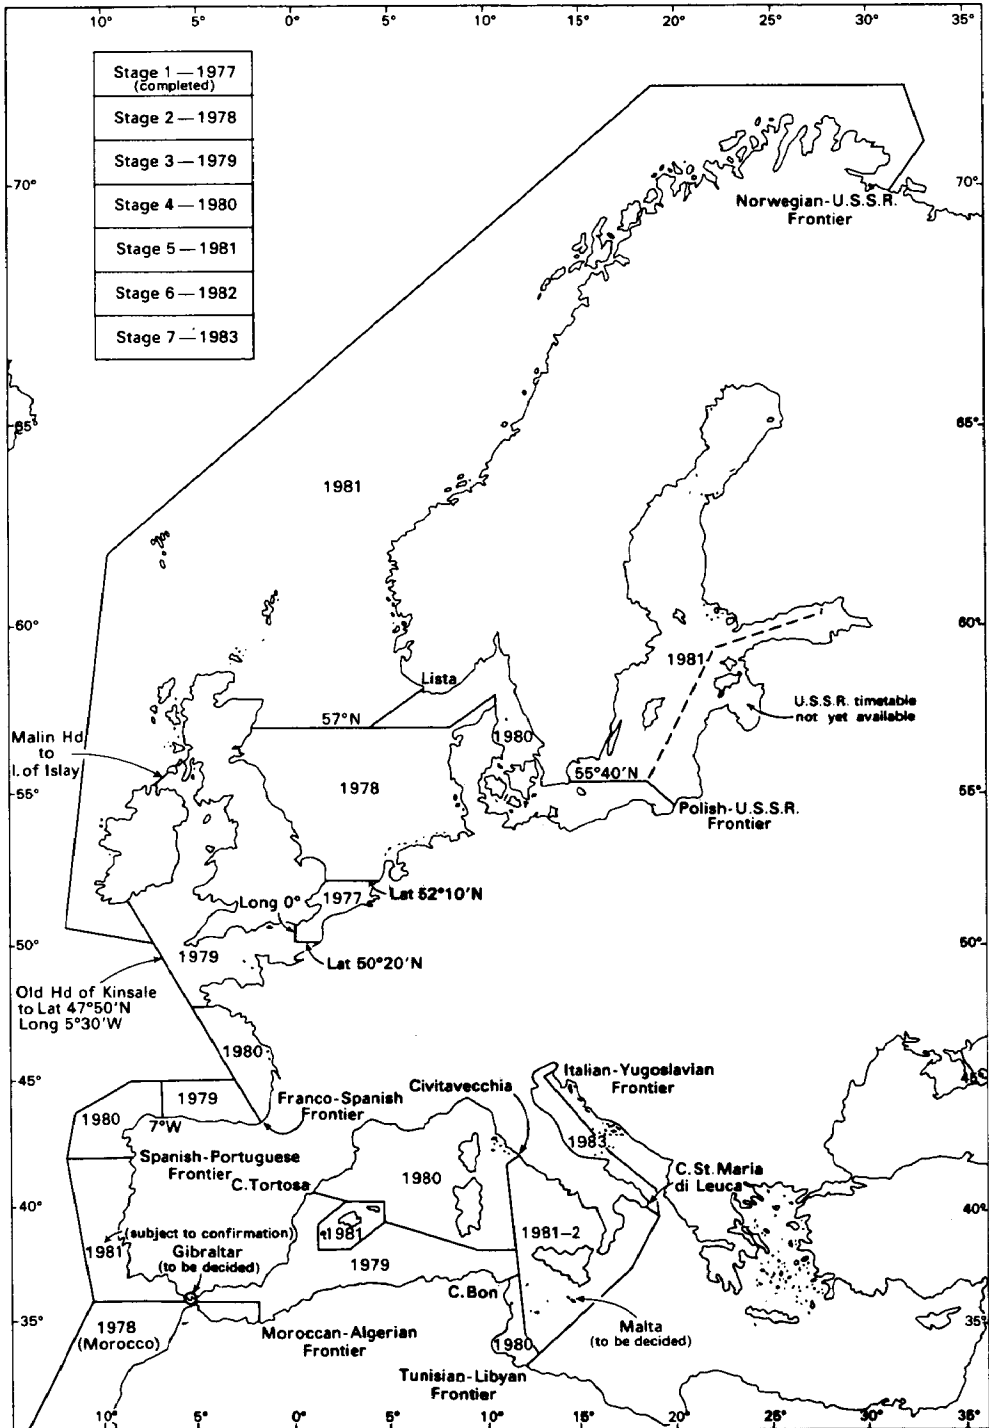 10° 5° 0° 5° 10° 15° 20° 25° 30° 35°
Stage 1 — 1977
(completed)
Stage 2 — 1978
Stage 3 — 1979
Stage 4 — 1980
Stage 5 — 1981
Stage 6 — 1982
Stage 7 — 1983
70°
70°
Norwegian-U.S.S.R.
Frontier
65°
65°
1981
60°
60°
1981
Lista
U.S.S.R. timetable
not yet available
57°N
1980
Malin Hd
to
I. of Islay
55°40'N
1978
55°
55°
Polish-U.S.S.R.
Frontier
1977
Lat 52°10'N
Long 0°
50°
50°
1979
Lat 50°20'N
Old Hd of Kinsale
to Lat 47°50'N
Long 5°30'W
1980
45°
45°
Italian-Yugoslavian
Frontier
Civitavecchia
1979
Franco-Spanish
Frontier
1980
7°W
1983
Spanish-Portuguese
Frontier
C. Tortosa
1980
C. St. Maria
di Leuca
40°
40°
(subject to confirmation)
1981
1981
1981-2
Gibraltar
(to be decided)
1979
C. Bon
35°
35°
1978
(Morocco)
Moroccan-Algerian
Frontier
Malta
(to be decided)
1980
Tunisian-Libyan
Frontier
10° 5° 0° 5° 10° 15° 20° 25° 30° 35°